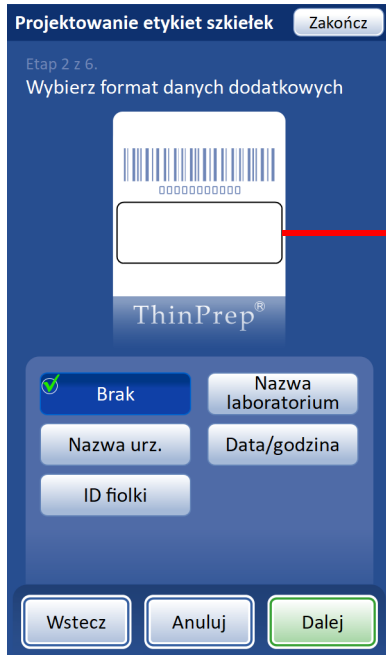 Projektowanie etykiet szkiełek
Zakończ
Etap 2 z 6.
Wybierz format danych dodatkowych
00000000000
ThinPrep®
Brak
Nazwa
laboratorium
Nazwa urz.
Data/godzina
ID fiolki
Wstecz
Anuluj
Dalej